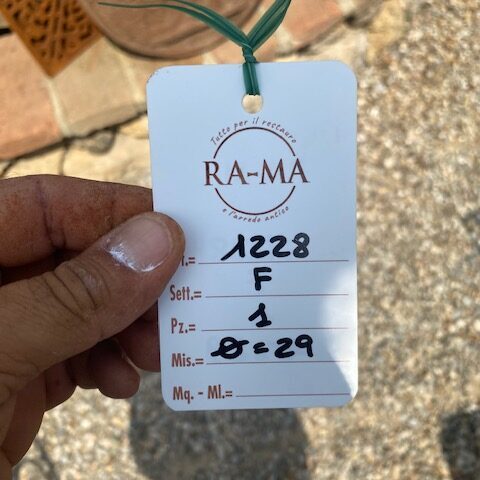 Tutto per il restauro
RA-MA
e l'arredo antico
.= 1228
Sett.= F
Pz.= 1
Mis.= Ø = 29
Mq. - Ml.=